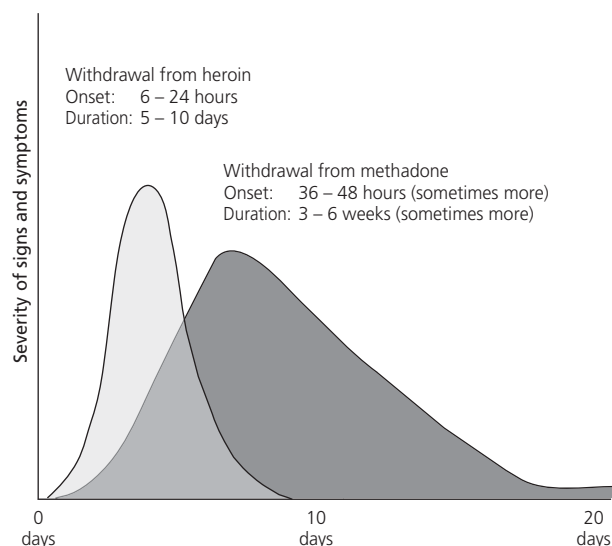 Withdrawal from heroin
Onset: 6 – 24 hours
Duration: 5 – 10 days
Withdrawal from methadone
Onset: 36 – 48 hours (sometimes more)
Duration: 3 – 6 weeks (sometimes more)
Severity of signs and symptoms
0
days
10
days
20
days